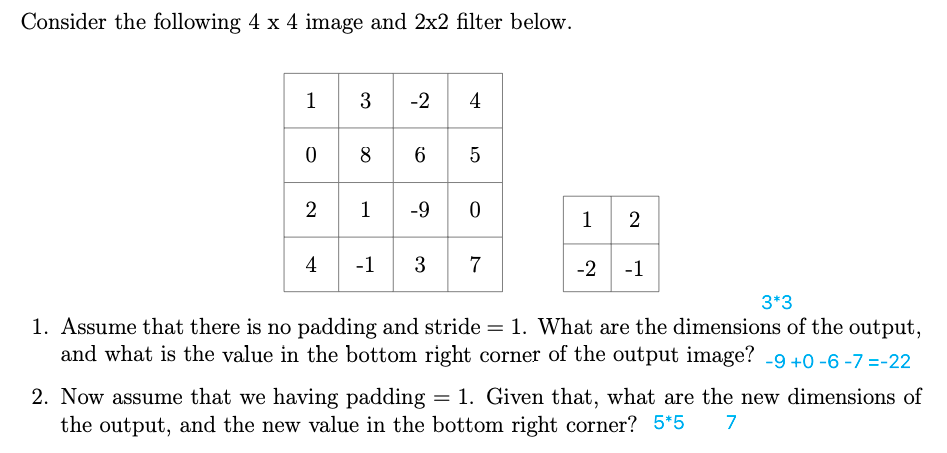 Consider the following 4 x 4 image and 2x2 filter below.
1 3 -2 4
0 8 6 5
2 1 -9 0
4 -1 3 7
1 2
-2 -1
3*3
1. Assume that there is no padding and stride = 1. What are the dimensions of the output,
and what is the value in the bottom right corner of the output image? -9 +0 -6 -7 =-22
2. Now assume that we having padding = 1. Given that, what are the new dimensions of
the output, and the new value in the bottom right corner? 5*5 7